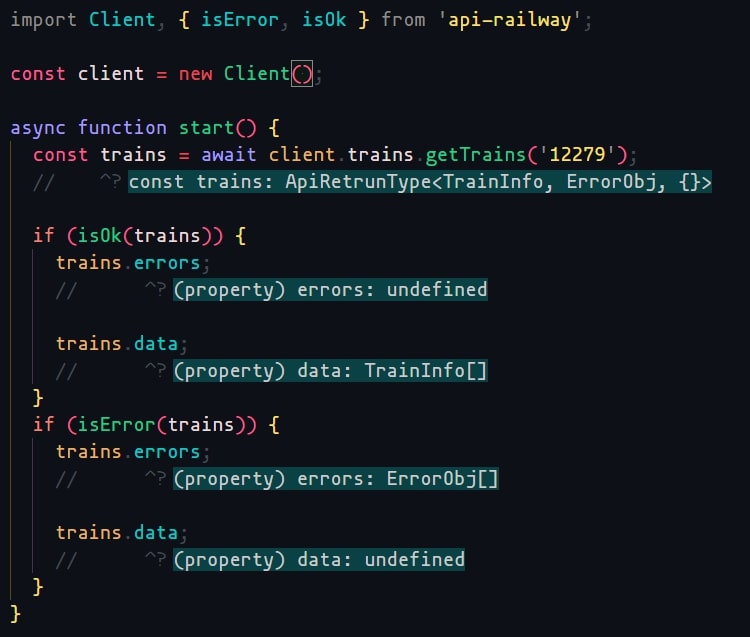 import Client, { isError, isOk } from 'api-railway';
const client = new Client();
async function start() {
const trains = await client.trains.getTrains('12279');
// ^? const trains: ApiRetrunType<TrainInfo, ErrorObj, {}>
if (isOk(trains)) {
trains.errors;
// ^? (property) errors: undefined
trains.data;
// ^? (property) data: TrainInfo[]
}
if (isError(trains)) {
trains.errors;
// ^? (property) errors: ErrorObj[]
trains.data;
// ^? (property) data: undefined
}
}